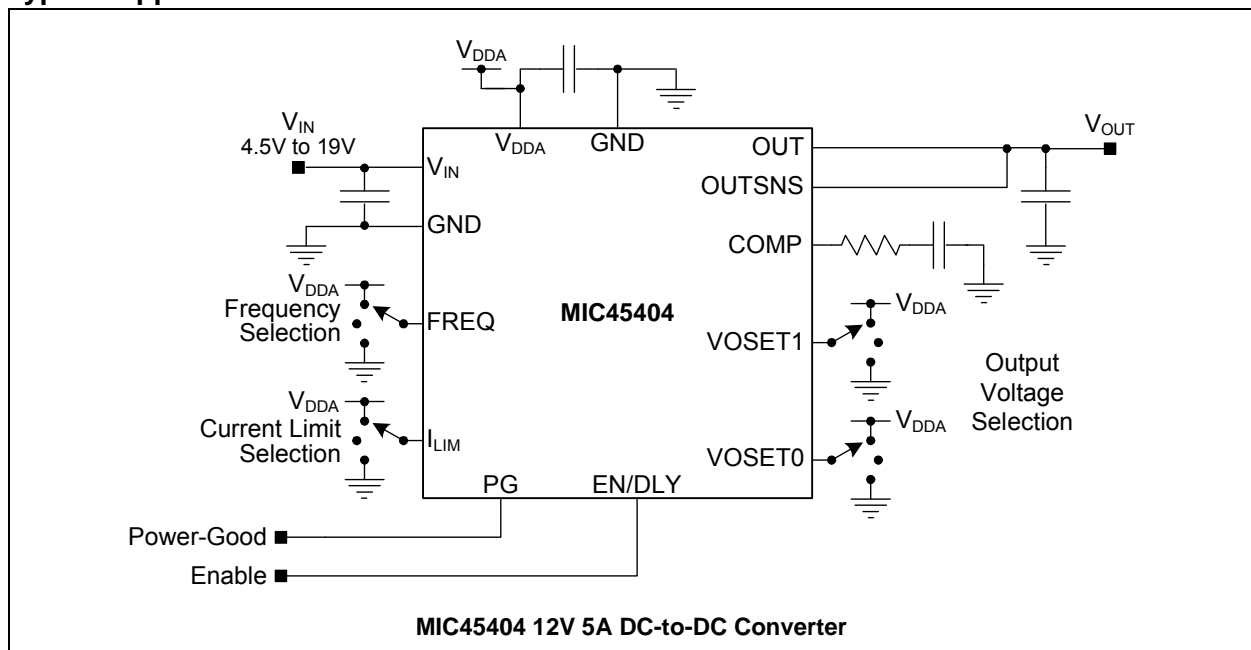 V_DDA
V_IN
4.5V to 19V
V_DDA
GND
V_IN
GND
OUT
OUTSNS
COMP
V_OUT
V_DDA
Frequency
Selection
FREQ
MIC45404
VOSET1
V_DDA
Output
Voltage
Selection
V_DDA
Current Limit
Selection
I_LIM
VOSET0
V_DDA
PG
EN/DLY
Power-Good
Enable
MIC45404 12V 5A DC-to-DC Converter